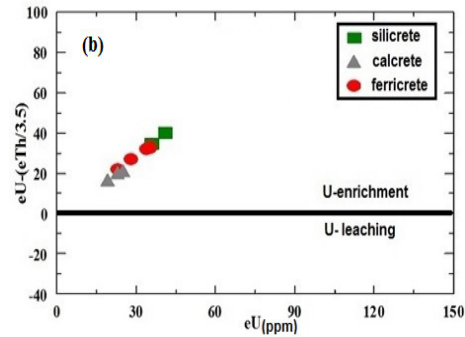 100
80
60
40
20
0
-20
-40
eU-(eTh/3.5)
(b)
silicrete
calcrete
ferricrete
U-enrichment
U- leaching
0 30 60 90 120 150
eU(ppm)